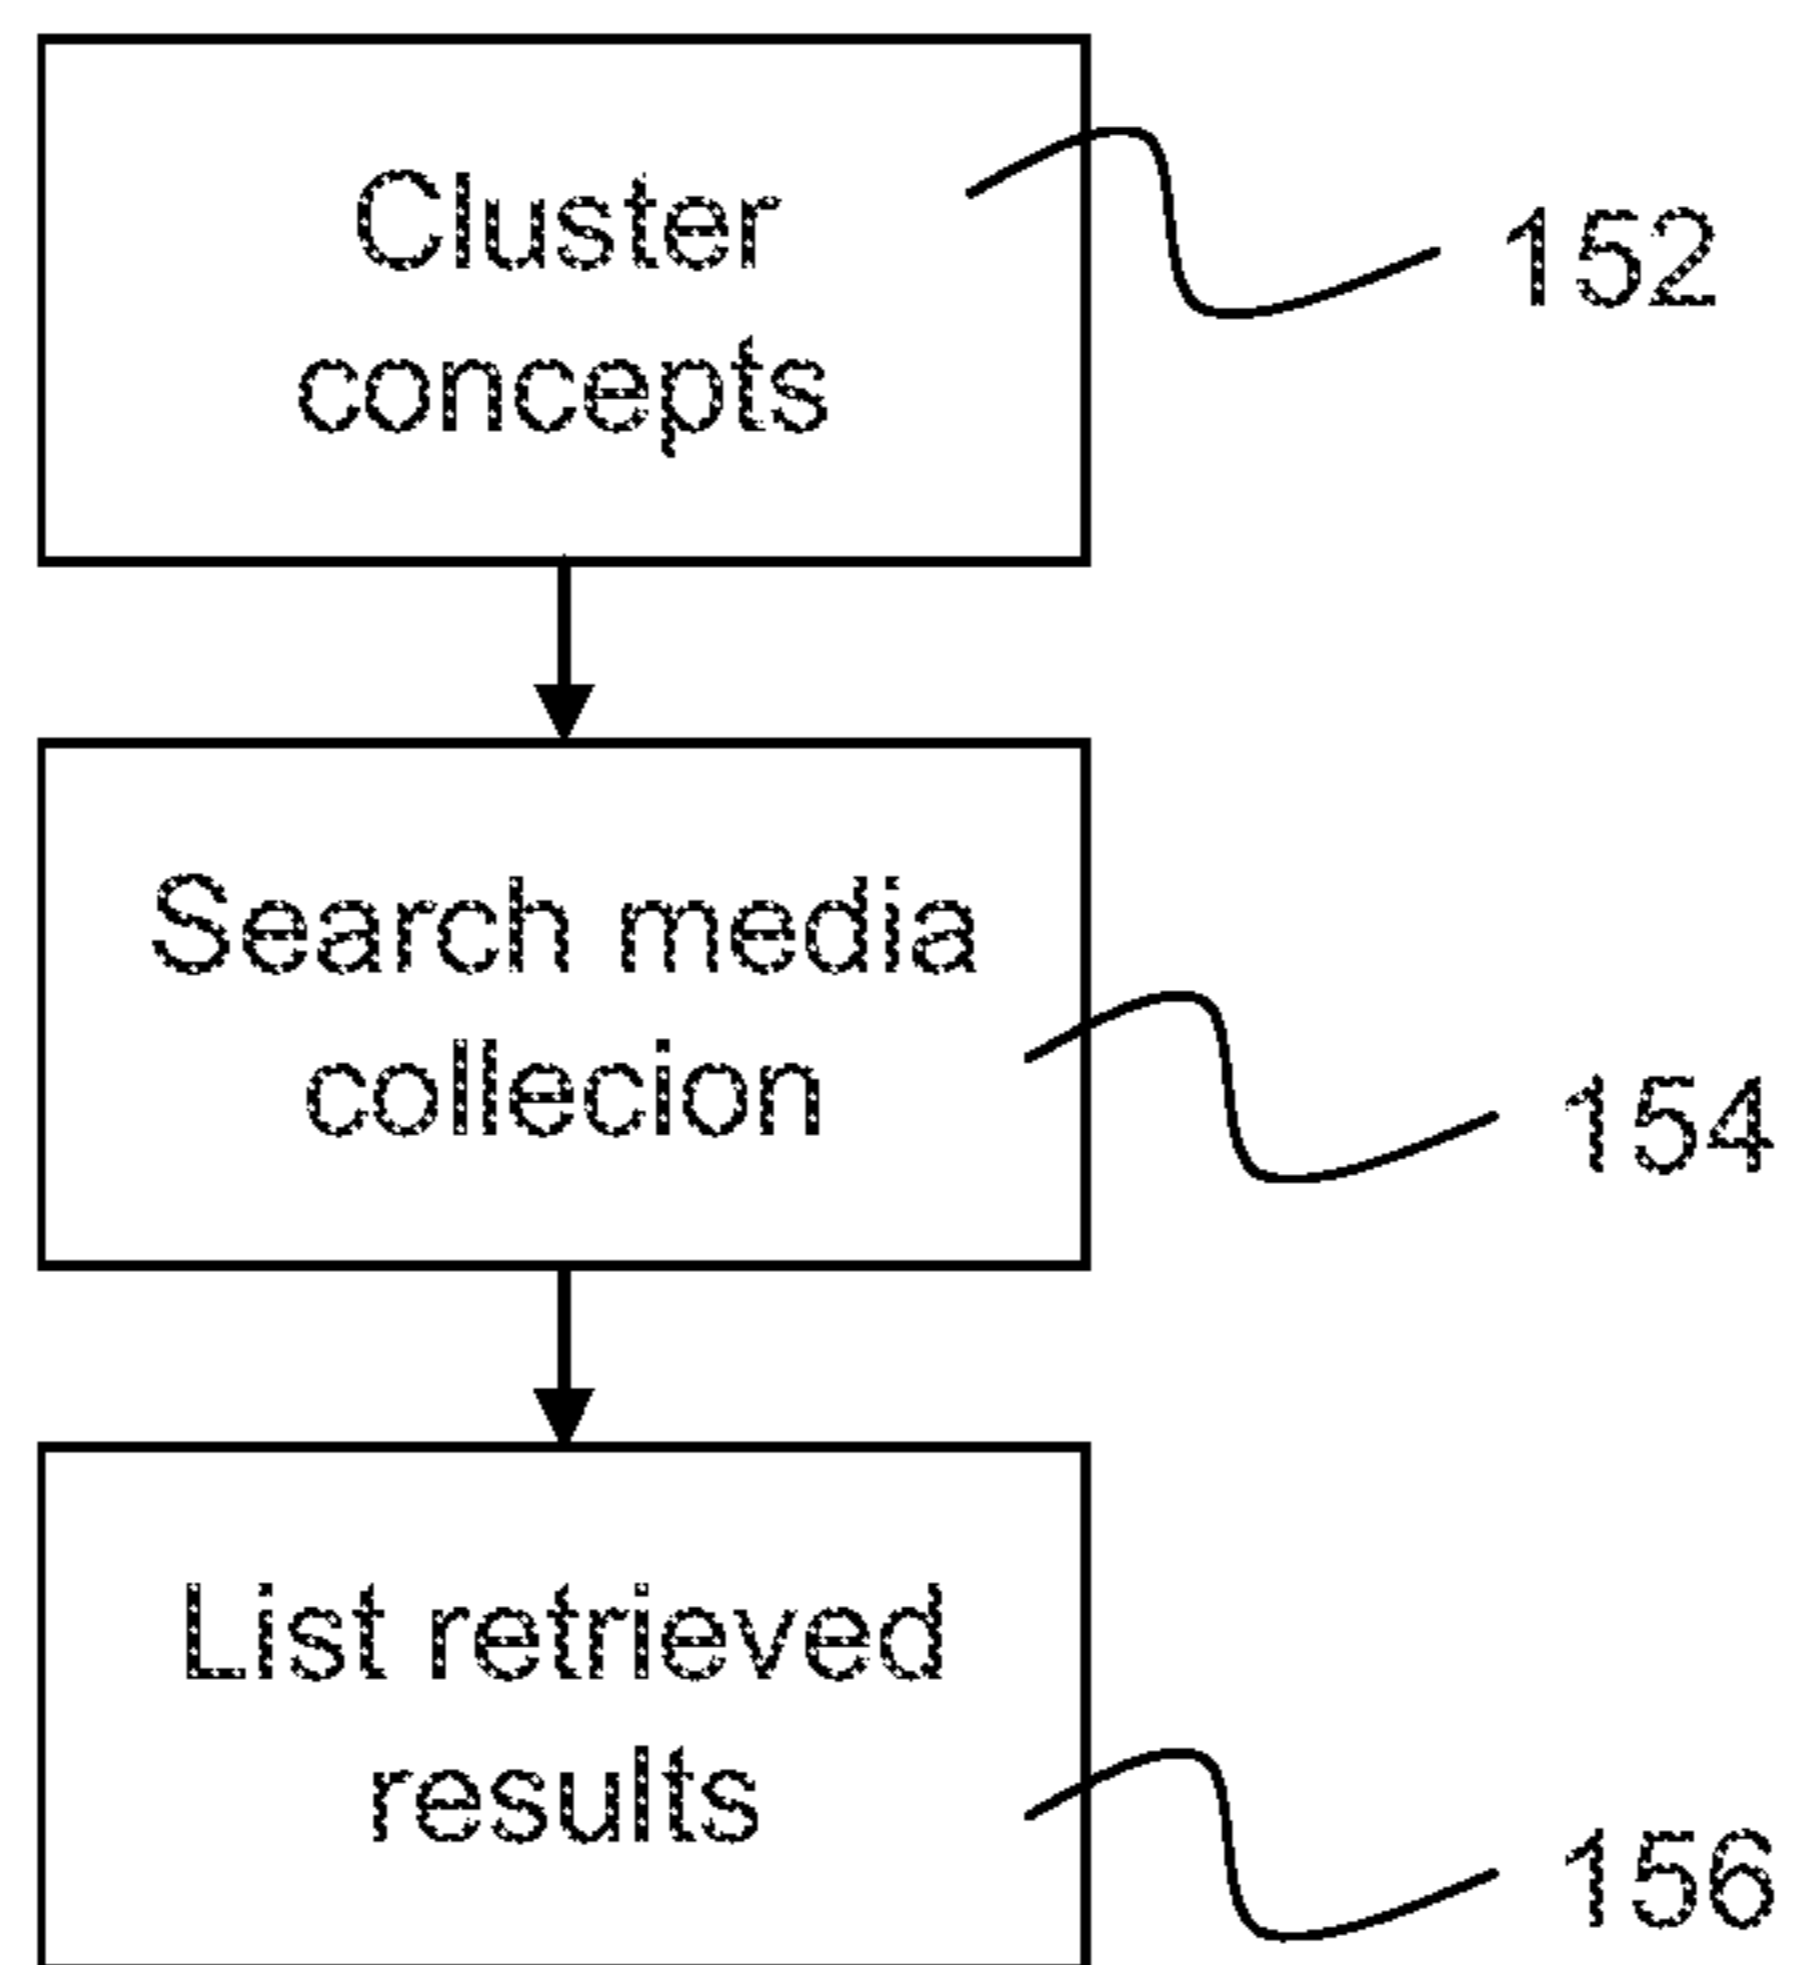 Cluster
concepts
152
Search media
collecion
154
List retrieved
results
156